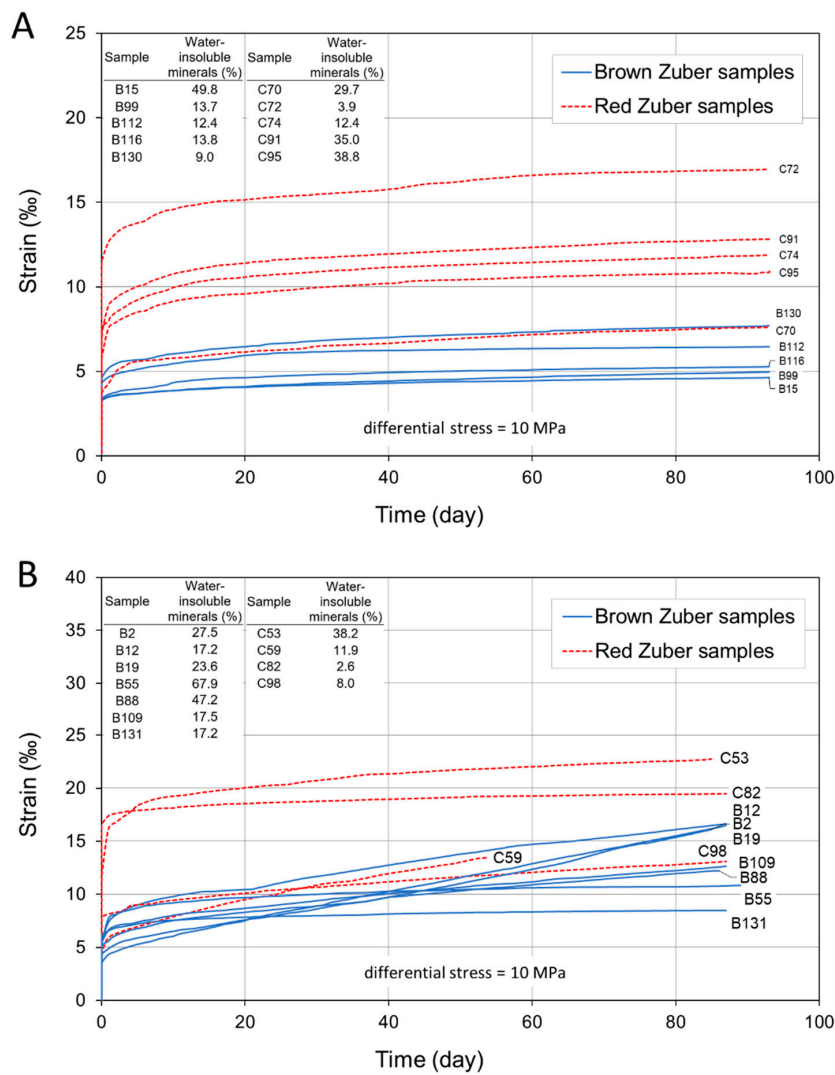 A
25
20
15
10
5
0
Strain (‰)
Sample Water-insoluble minerals (%) Sample Water-insoluble minerals (%)
B15 49.8 C70 29.7
B99 13.7 C72 3.9
B112 12.4 C74 12.4
B116 13.8 C91 35.0
B130 9.0 C95 38.8
Brown Zuber samples
Red Zuber samples
C72
C91
C74
C95
B130
C70
B112
B116
B99
B15
differential stress = 10 MPa
0 20 40 60 80 100
Time (day)
B
40
35
30
25
20
15
10
5
0
Strain (‰)
Sample Water-insoluble minerals (%) Sample Water-insoluble minerals (%)
B2 27.5 C53 38.2
B12 17.2 C59 11.9
B19 23.6 C82 2.6
B55 67.9 C98 8.0
B88 47.2
B109 17.5
B131 17.2
Brown Zuber samples
Red Zuber samples
C53
C82
B12
B2
B19
C59
C98
B109
B88
B55
B131
differential stress = 10 MPa
0 20 40 60 80 100
Time (day)